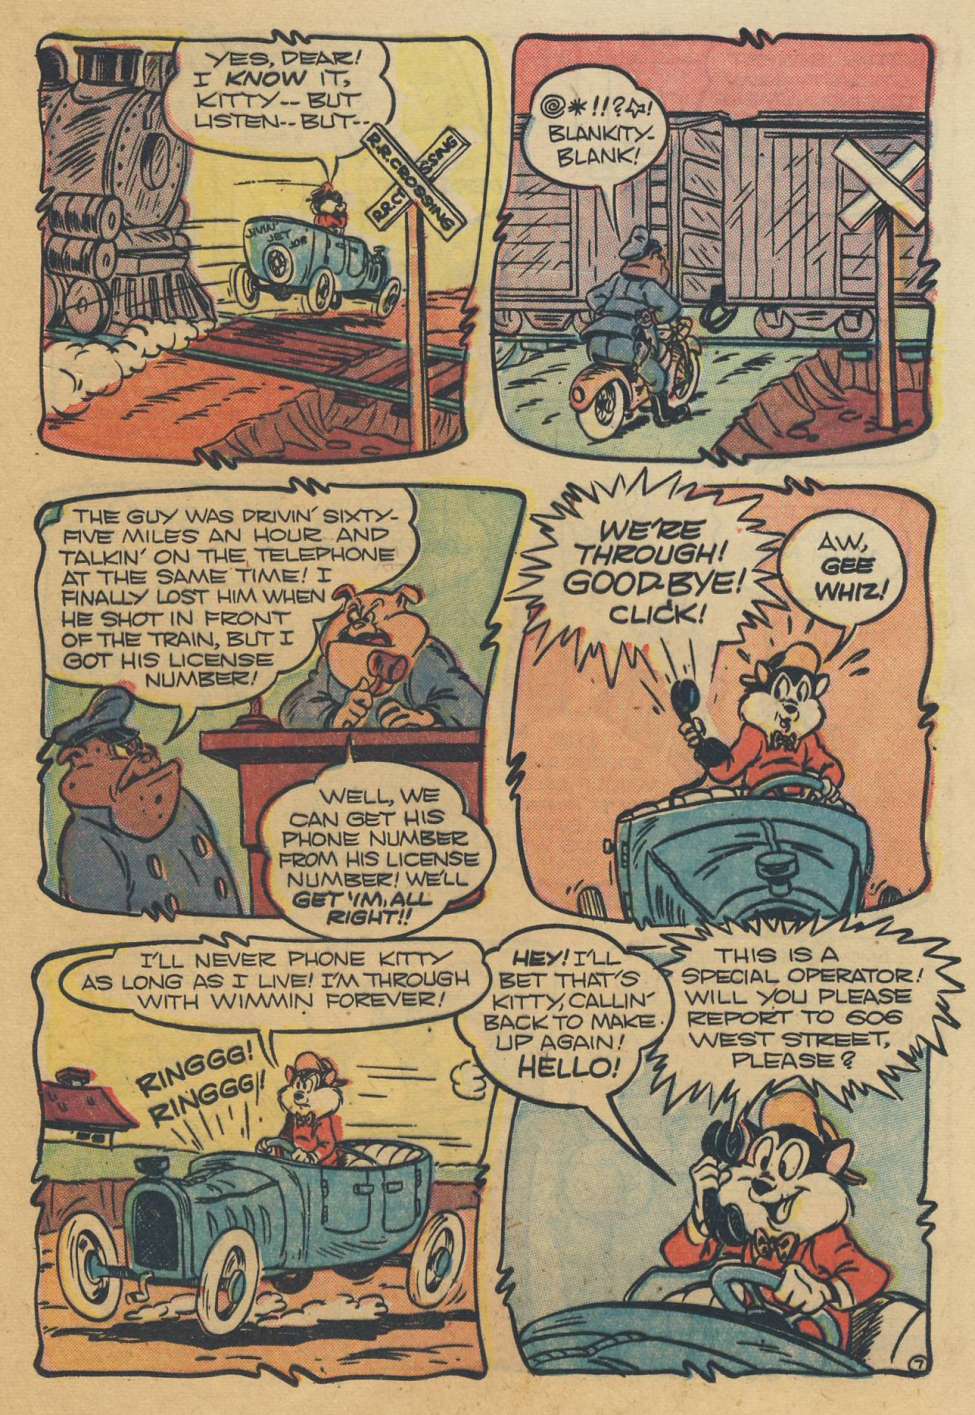 YES, DEAR!
I KNOW IT,
KITTY-- BUT
LISTEN--BUT--
R.R. CROSSING
R.R.C SSING
JIVIN'
JET
JOB
@*!!?☆!
BLANKITY-
BLANK!
THE GUY WAS DRIVIN' SIXTY-
FIVE MILES AN HOUR AND
TALKIN' ON THE TELEPHONE
AT THE SAME TIME! I
FINALLY LOST HIM WHEN
HE SHOT IN FRONT
OF THE TRAIN, BUT I
GOT HIS LICENSE
NUMBER!
WELL, WE
CAN GET HIS
PHONE NUMBER
FROM HIS LICENSE
NUMBER! WE'LL
GET 'IM, ALL
RIGHT!!
WE'RE
THROUGH!
GOOD-BYE!
CLICK!
AW,
GEE
WHIZ!
I'LL NEVER PHONE KITTY
AS LONG AS I LIVE! I'M THROUGH
WITH WIMMIN FOREVER!
RINGGG!
RINGGG!
HEY! I'LL
BET THAT'S
KITTY, CALLIN'
BACK TO MAKE
UP AGAIN!
HELLO!
THIS IS A
SPECIAL OPERATOR!
WILL YOU PLEASE
REPORT TO 606
WEST STREET,
PLEASE?
7